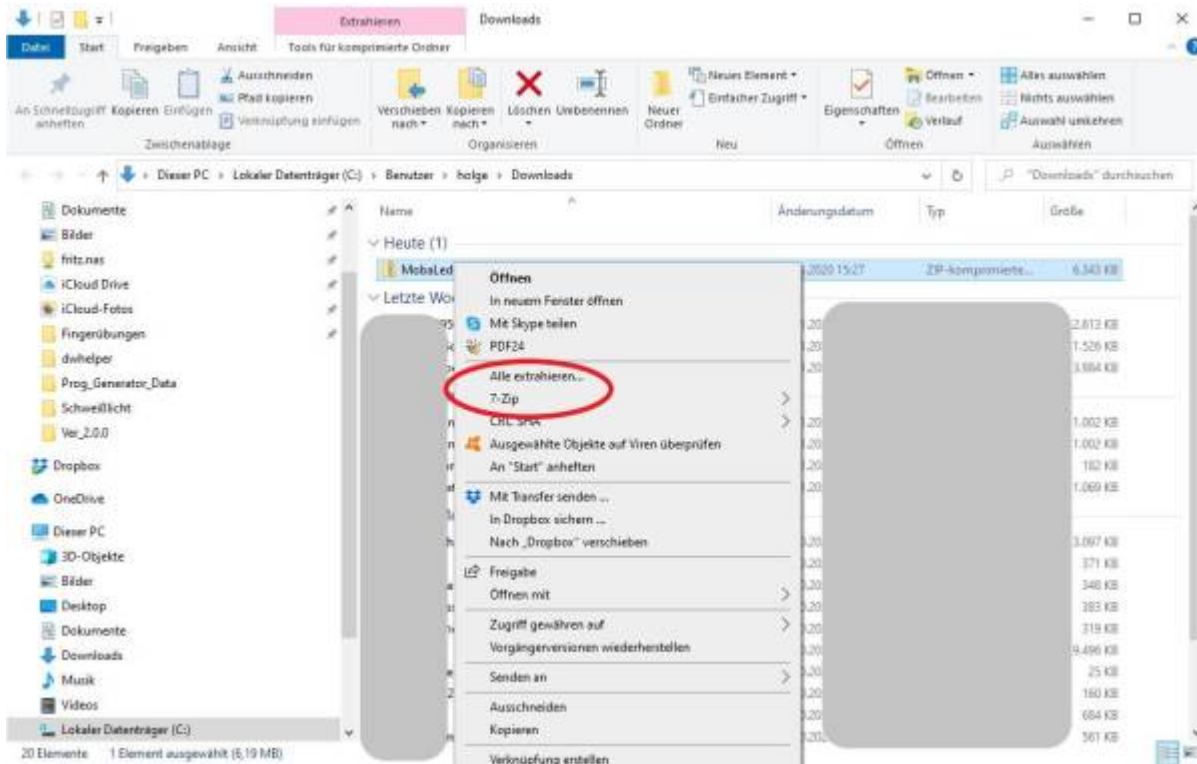 Extrahieren
Downloads
Datei Start Freigeben Ansicht Tools für komprimierte Ordner
An Schnellzugriff anheften
Kopieren
Einfügen
Ausschneiden
Pfad kopieren
Verknüpfung einfügen
Verschieben nach
Kopieren nach
Löschen
Umbenennen
Neuer Ordner
Neues Element
Einfacher Zugriff
Eigenschaften
Öffnen
Bearbeiten
Verlauf
Alles auswählen
Nichts auswählen
Auswahl umkehren
Zwischenablage
Organisieren
Neu
Öffnen
Auswählen
Dieser PC Lokaler Datenträger (C:) Benutzer holge Downloads
"Downloads" durchsuchen
Dokumente
Bilder
fritz.nas
iCloud Drive
iCloud-Fotos
Fingerübungen
dwhelper
Prog_Generator_Data
Schweißlicht
Ver_2.0.0
Dropbox
OneDrive
Dieser PC
3D-Objekte
Bilder
Desktop
Dokumente
Downloads
Musik
Videos
Lokaler Datenträger (C:)
Name Änderungsdatum Typ Größe
Heute (1)
MobaLed .2020 15:27 ZIP-komprimierte... 6.343 KB
Letzte Wo
Öffnen
In neuem Fenster öffnen
Mit Skype teilen
PDF24
Alle extrahieren...
7-Zip
CRC SHA
Ausgewählte Objekte auf Viren überprüfen
An "Start" anheften
Mit Transfer senden ...
In Dropbox sichern ...
Nach „Dropbox" verschieben
Freigabe
Öffnen mit
Zugriff gewähren auf
Vorgängerversionen wiederherstellen
Senden an
Ausschneiden
Kopieren
Verknüpfung erstellen
2.612 KB
1.526 KB
3.984 KB
1.002 KB
1.002 KB
182 KB
1.069 KB
3.097 KB
371 KB
348 KB
393 KB
319 KB
9.496 KB
25 KB
160 KB
684 KB
561 KB
20 Elemente 1 Element ausgewählt (6,19 MB)